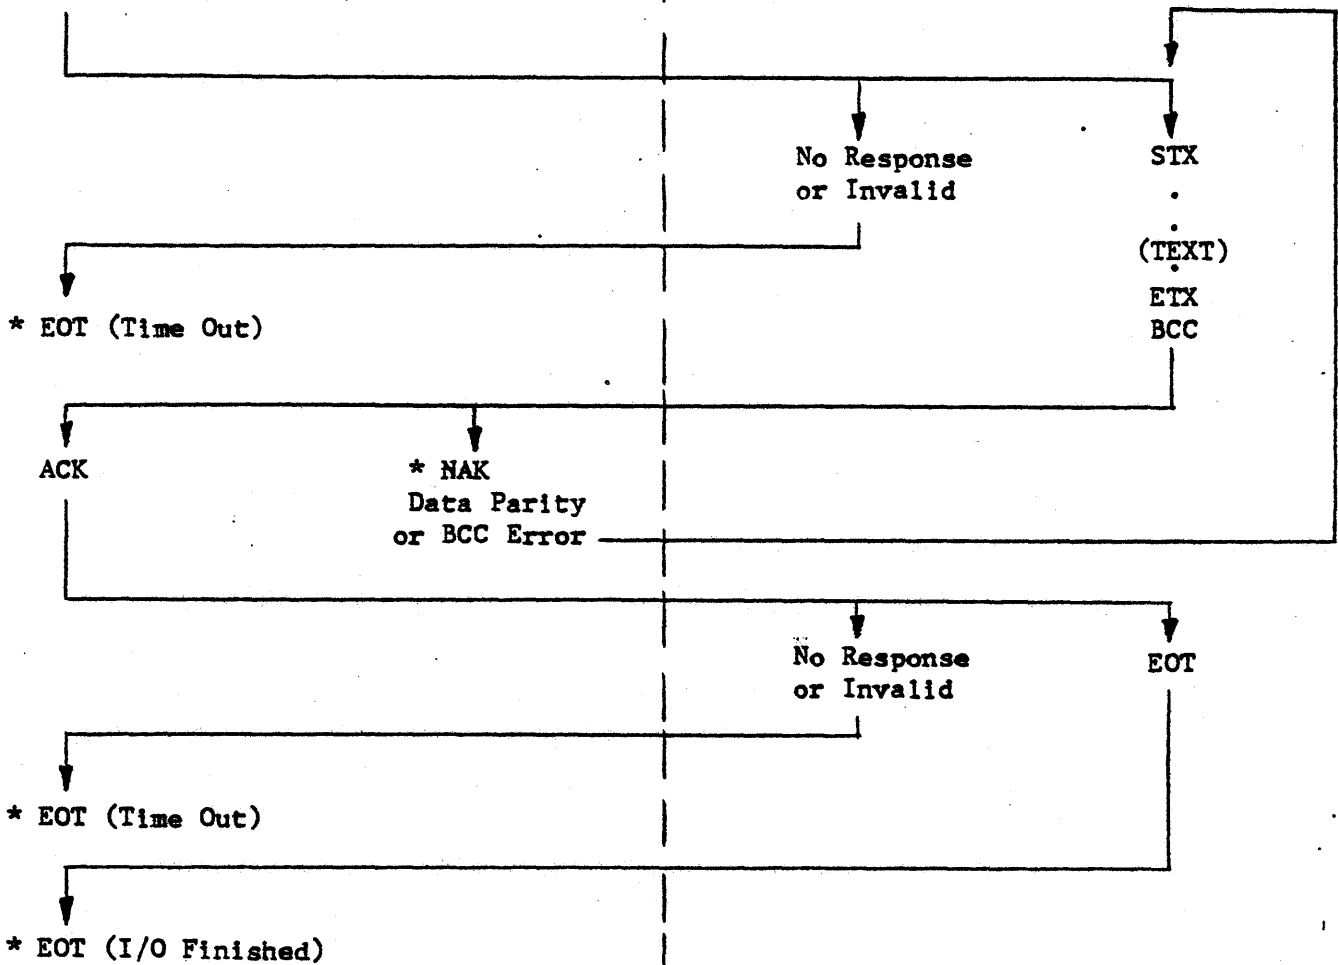 No Response
or Invalid
STX
.
.
(TEXT)
.
ETX
BCC
* EOT (Time Out)
ACK
* NAK
Data Parity
or BCC Error
No Response
or Invalid
EOT
* EOT (Time Out)
* EOT (I/O Finished)